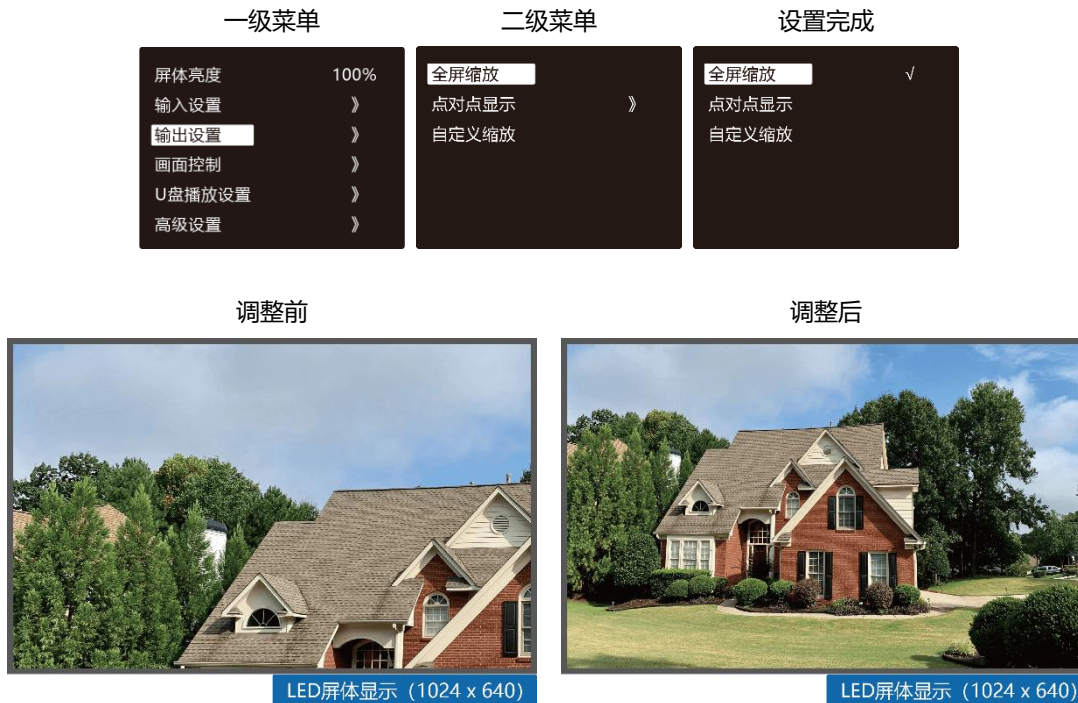 一级菜单
屏体亮度 100%
输入设置 》
输出设置 》
画面控制 》
U盘播放设置 》
高级设置 》
二级菜单
全屏缩放
点对点显示 》
自定义缩放
设置完成
全屏缩放 √
点对点显示
自定义缩放
调整前
LED屏体显示（1024 x 640）
调整后
LED屏体显示（1024 x 640）